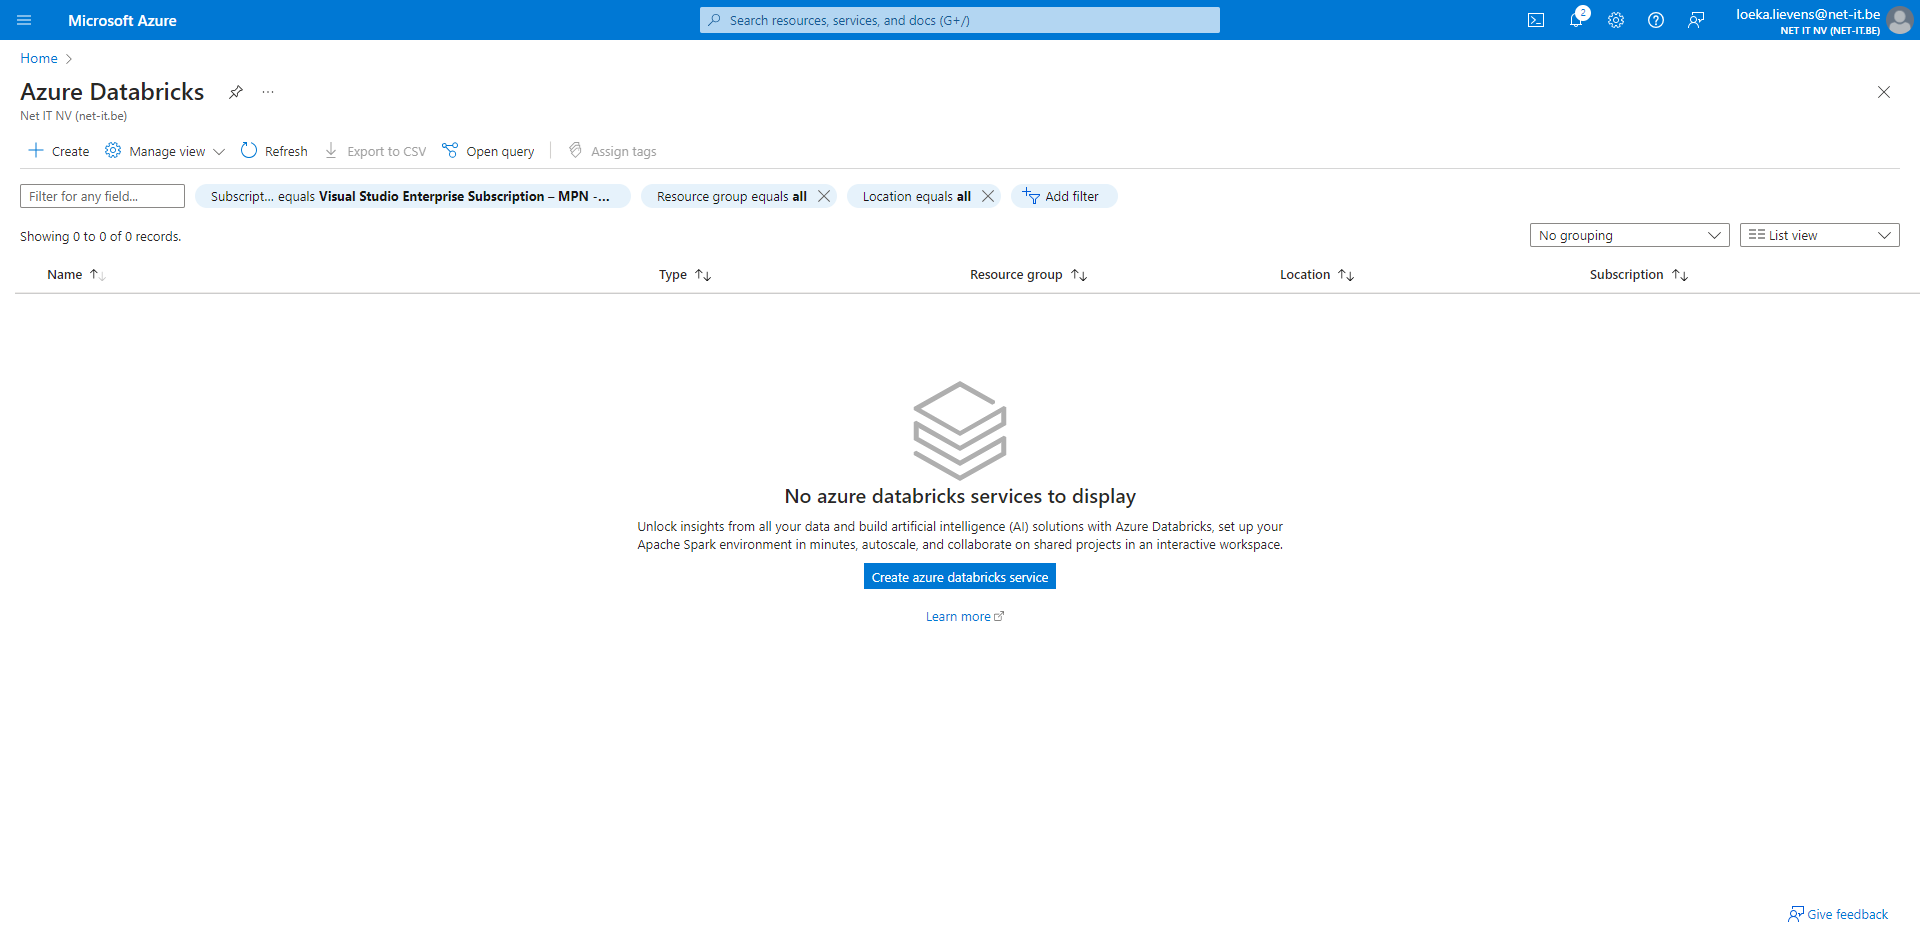 Microsoft Azure
Search resources, services, and docs (G+/)
2
loeka.lievens@net-it.be
NET IT NV (NET-IT.BE)
Home
Azure Databricks
Net IT NV (net-it.be)
Create Manage view Refresh Export to CSV Open query Assign tags
Filter for any field... Subscript... equals Visual Studio Enterprise Subscription – MPN -... Resource group equals all Location equals all Add filter
Showing 0 to 0 of 0 records. No grouping List view
Name Type Resource group Location Subscription
No azure databricks services to display
Unlock insights from all your data and build artificial intelligence (AI) solutions with Azure Databricks, set up your
Apache Spark environment in minutes, autoscale, and collaborate on shared projects in an interactive workspace.
Create azure databricks service
Learn more
Give feedback